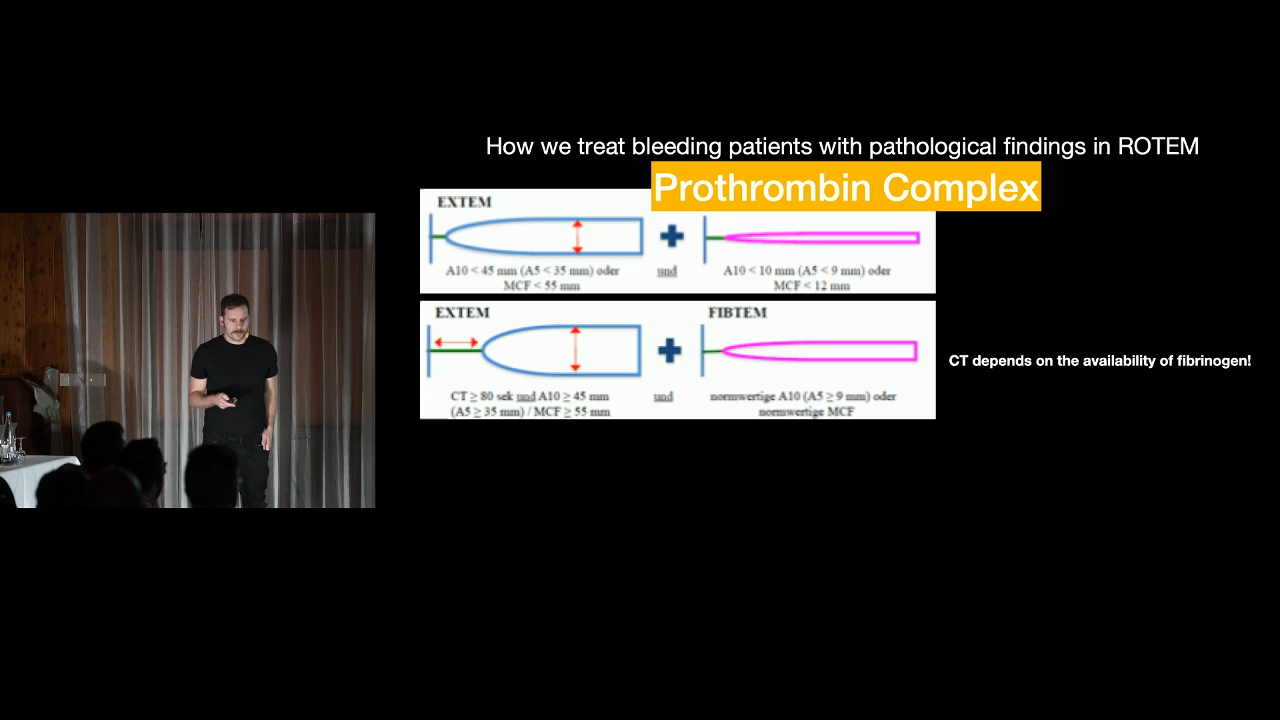 How we treat bleeding patients with pathological findings in ROTEM
Prothrombin Complex
EXTEM
A10 < 45 mm (A5 < 35 mm) oder
MCF < 55 mm
und
A10 < 10 mm (A5 < 9 mm) oder
MCF < 12 mm
EXTEM
FIBTEM
CT ≥ 80 sek und A10 ≥ 45 mm
(A5 ≥ 35 mm) / MCF ≥ 55 mm
und
normwertige A10 (A5 ≥ 9 mm) oder
normwertige MCF
CT depends on the availability of fibrinogen!